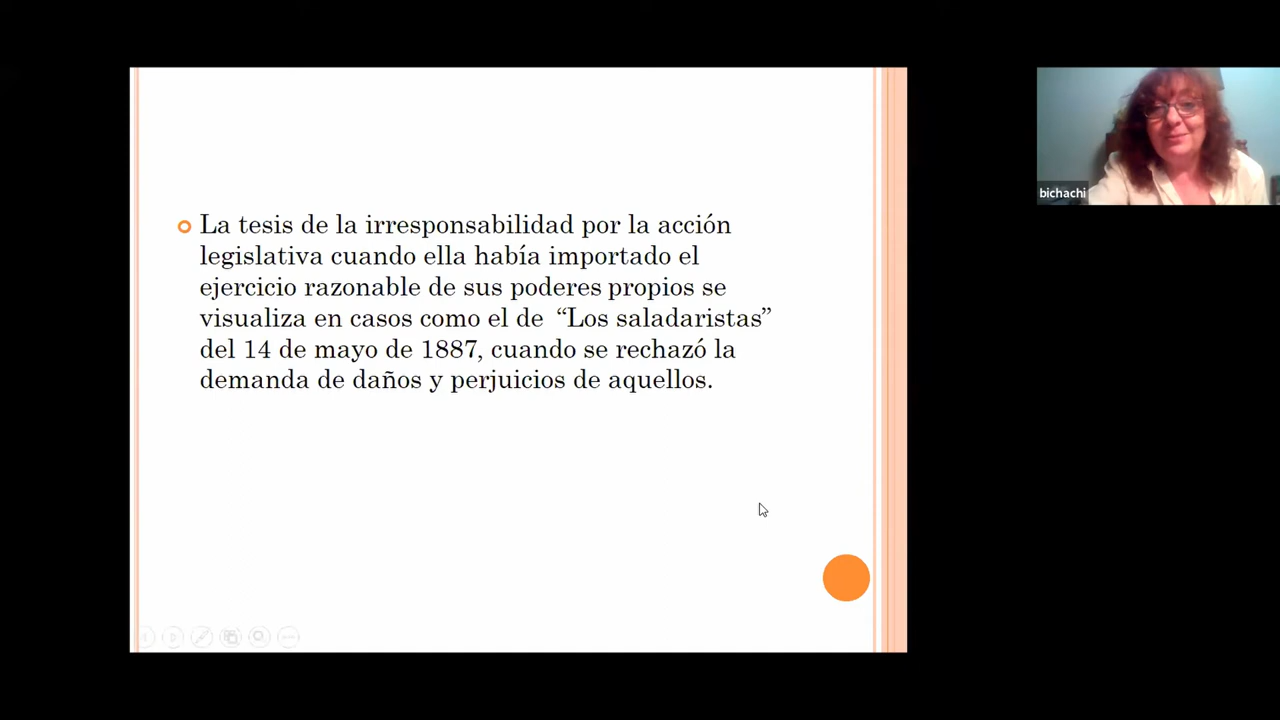 La tesis de la irresponsabilidad por la acción
legislativa cuando ella había importado el
ejercicio razonable de sus poderes propios se
visualiza en casos como el de “Los saladaristas”
del 14 de mayo de 1887, cuando se rechazó la
demanda de daños y perjuicios de aquellos.
bichachi